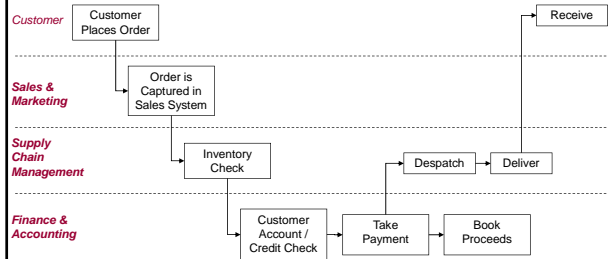 Customer
Customer
Places Order
Receive
Sales &
Marketing
Order is
Captured in
Sales System
Supply
Chain
Management
Inventory
Check
Despatch
Deliver
Finance &
Accounting
Customer
Account /
Credit Check
Take
Payment
Book
Proceeds